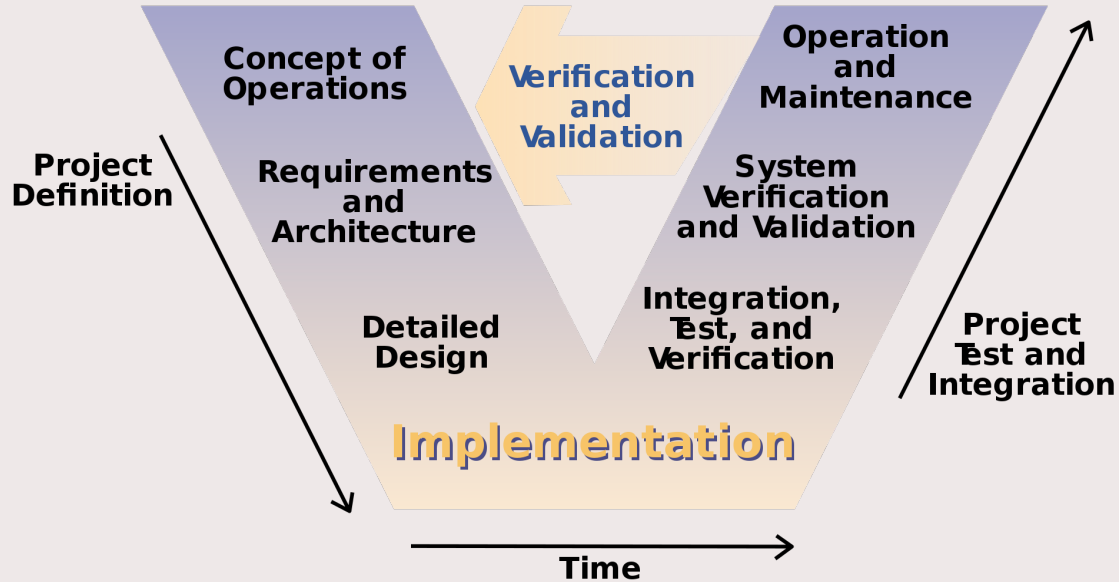 Concept of
Operations
Verification
and
Validation
Operation
and
Maintenance
Project
Definition
Requirements
and
Architecture
System
Verification
and Validation
Detailed
Design
Integration,
Test, and
Verification
Project
Test and
Integration
Implementation
Time